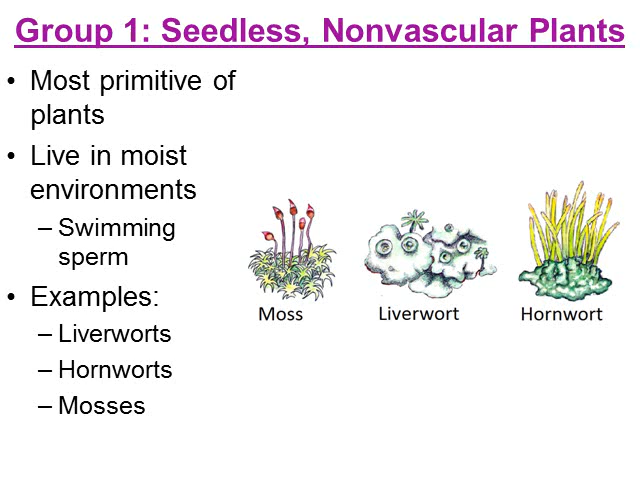 Group 1: Seedless, Nonvascular Plants
• Most primitive of
plants
• Live in moist
environments
– Swimming
sperm
• Examples:
– Liverworts
– Hornworts
– Mosses
Moss
Liverwort
Hornwort